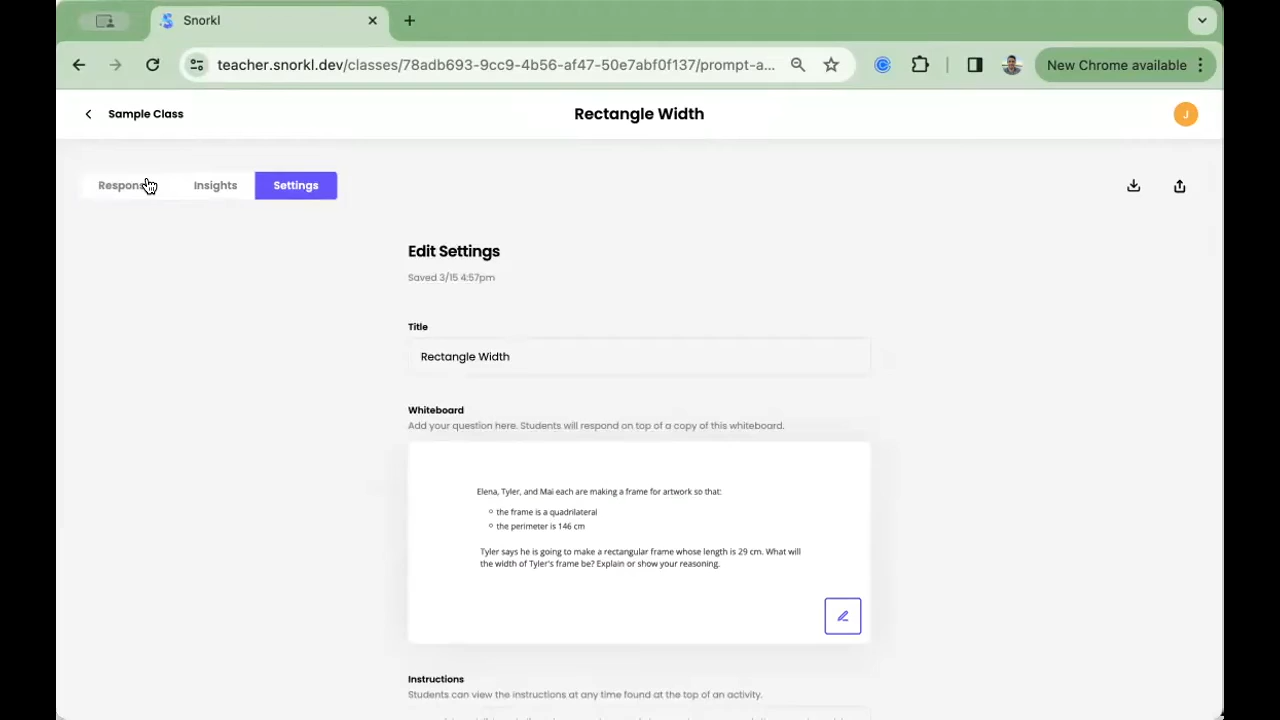 Snorkl
teacher.snorkl.dev/classes/78adb693-9cc9-4b56-af47-50e7abf0f137/prompt-a...
New Chrome available
Sample Class
Rectangle Width
J
Respon
Insights
Settings
Edit Settings
Saved 3/15 4:57pm
Title
Rectangle Width
Whiteboard
Add your question here. Students will respond on top of a copy of this whiteboard.
Elena, Tyler, and Mai each are making a frame for artwork so that:
the frame is a quadrilateral
the perimeter is 146 cm
Tyler says he is going to make a rectangular frame whose length is 29 cm. What will
the width of Tyler's frame be? Explain or show your reasoning.
Instructions
Students can view the instructions at any time found at the top of an activity.